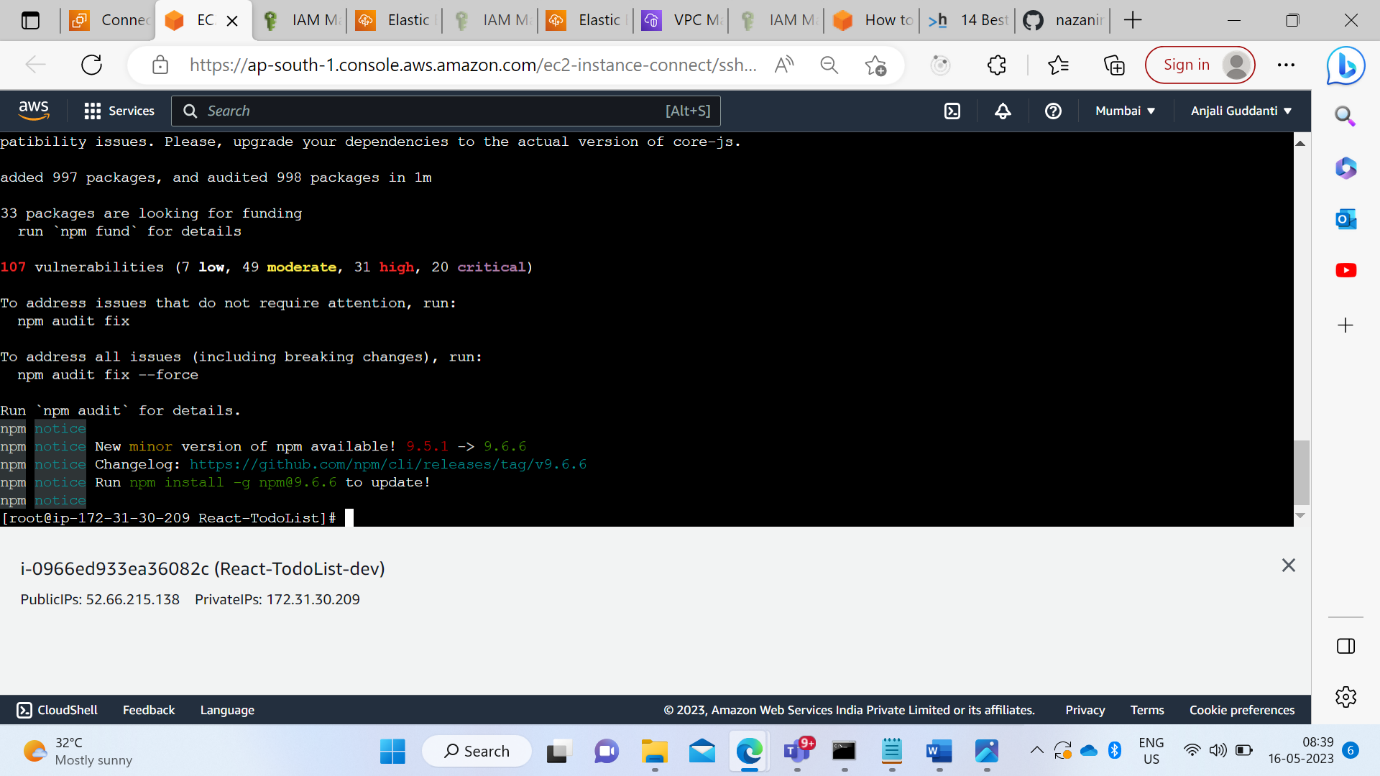 Connec
EC
IAM Ma
Elastic
IAM Ma
Elastic
VPC Ma
IAM Ma
How to
14 Best
nazanir
https://ap-south-1.console.aws.amazon.com/ec2-instance-connect/ssh...
Sign in
aws
Services
Search
[Alt+S]
Mumbai
Anjali Guddanti
patibility issues. Please, upgrade your dependencies to the actual version of core-js.
added 997 packages, and audited 998 packages in 1m
33 packages are looking for funding
run `npm fund` for details
107 vulnerabilities (7 low, 49 moderate, 31 high, 20 critical)
To address issues that do not require attention, run:
npm audit fix
To address all issues (including breaking changes), run:
npm audit fix --force
Run `npm audit` for details.
npm notice
npm notice New minor version of npm available! 9.5.1 -> 9.6.6
npm notice Changelog: https://github.com/npm/cli/releases/tag/v9.6.6
npm notice Run npm install -g npm@9.6.6 to update!
npm notice
[root@ip-172-31-30-209 React-TodoList]#
i-0966ed933ea36082c (React-TodoList-dev)
PublicIPs: 52.66.215.138 PrivateIPs: 172.31.30.209
CloudShell
Feedback
Language
© 2023, Amazon Web Services India Private Limited or its affiliates.
Privacy
Terms
Cookie preferences
32°C
Mostly sunny
Search
9+
ENG
US
08:39
16-05-2023
6